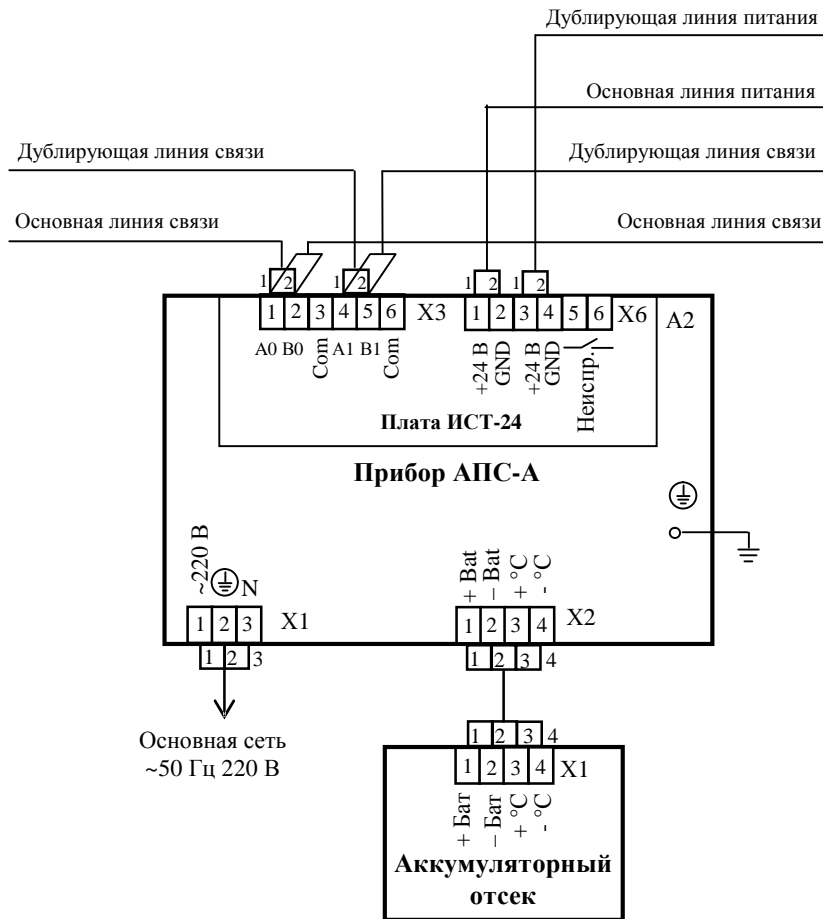 Дублирующая линия питания
Основная линия питания
Дублирующая линия связи
Дублирующая линия связи
Основная линия связи
Основная линия связи
1 2 1 2 1 2 1 2
1 2 3 4 5 6 X3 1 2 3 4 5 6 X6 A2
A0 B0 Com A1 B1 Com +24 В GND +24 В GND Неиспр.
Плата ИСТ-24
Прибор АПС-А
~220 В N + Bat – Bat + °C - °C
1 2 3 X1 1 2 3 4 X2
1 2 3 1 2 3 4
Основная сеть
~50 Гц 220 В
1 2 3 4
1 2 3 4 X1
+ Бат – Бат + °C - °C
Аккумуляторный
отсек